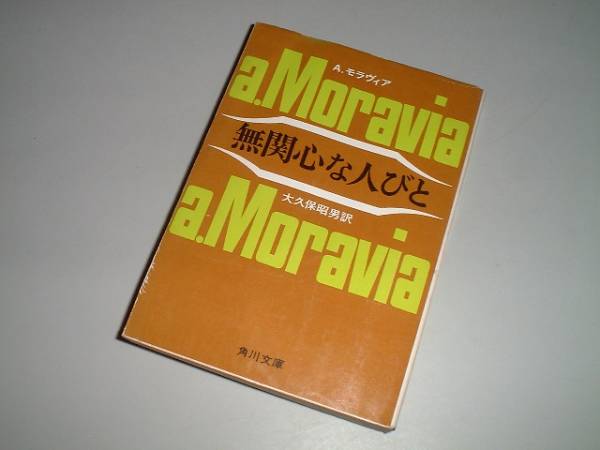 A.モラヴィア
a.Moravia
無関心な人びと
大久保昭男訳
a.Moravia
角川文庫